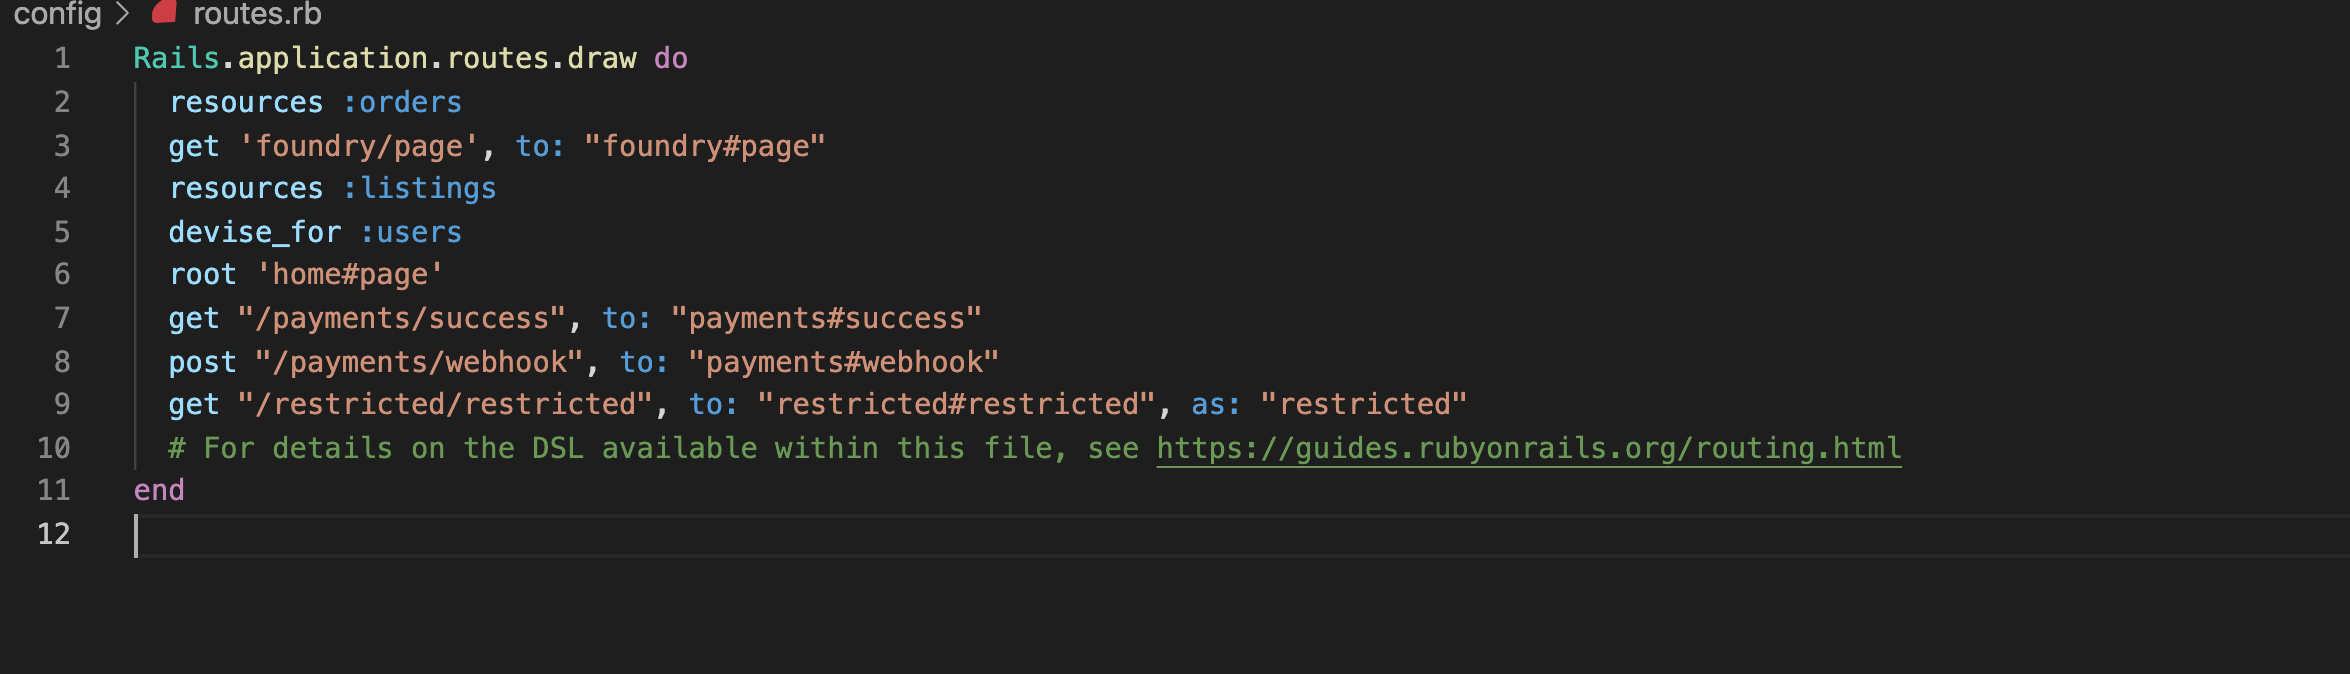 config > routes.rb
1 Rails.application.routes.draw do
2   resources :orders
3   get 'foundry/page', to: "foundry#page"
4   resources :listings
5   devise_for :users
6   root 'home#page'
7   get "/payments/success", to: "payments#success"
8   post "/payments/webhook", to: "payments#webhook"
9   get "/restricted/restricted", to: "restricted#restricted", as: "restricted"
10   # For details on the DSL available within this file, see https://guides.rubyonrails.org/routing.html
11 end
12